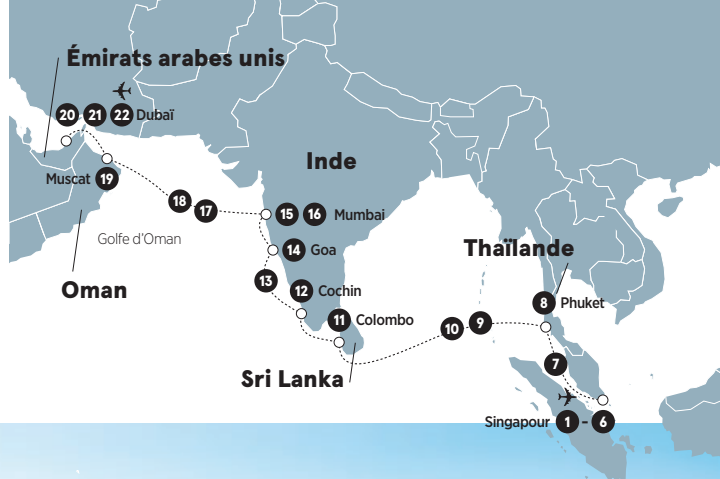 Émirats arabes unis
20 21 22 Dubaï
Inde
Muscat 19
18
17
15 16 Mumbai
Golfe d'Oman
14 Goa
Thaïlande
13
12 Cochin
Oman
8 Phuket
11 Colombo
10
9
7
Sri Lanka
Singapour 1 - 6